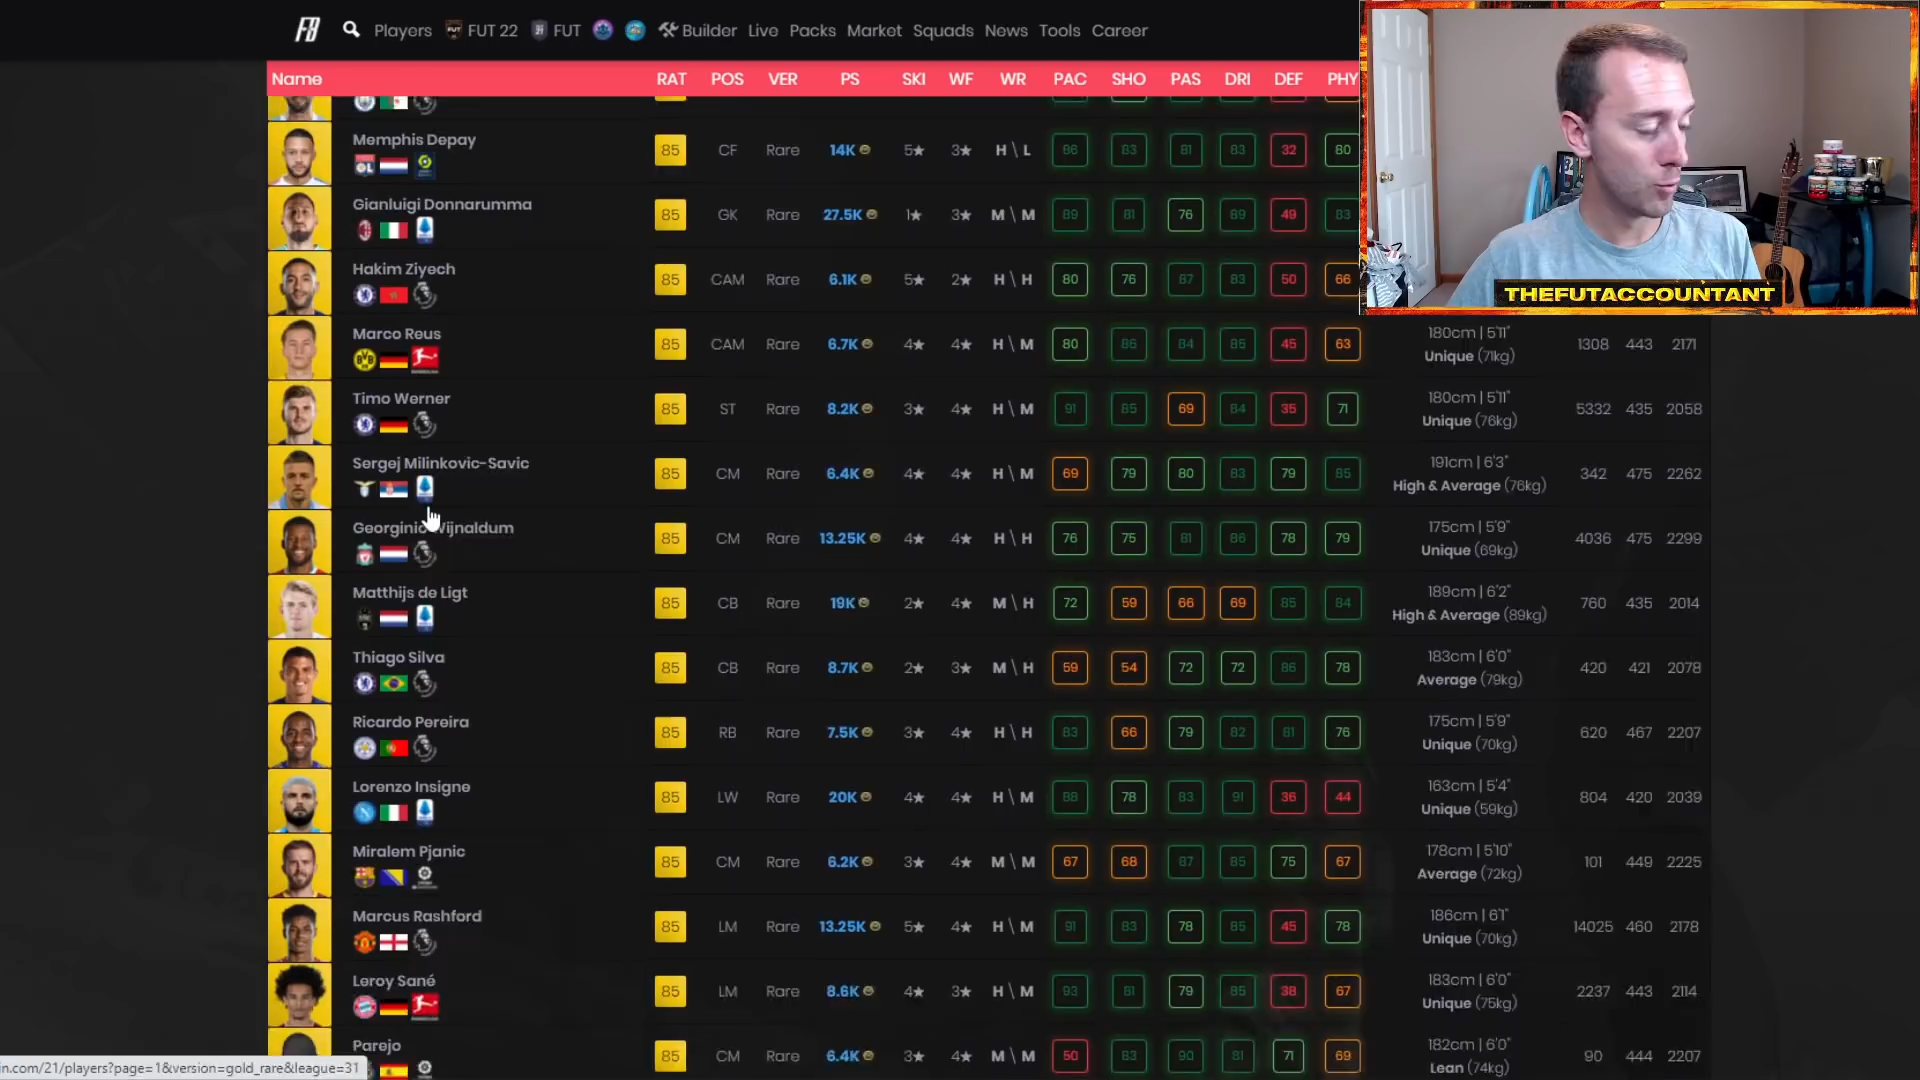 Players FUT 22 FUT Builder Live Packs Market Squads News Tools Career
Name RAT POS VER PS SKI WF WR PAC SHO PAS DRI DEF PHY
Memphis Depay 85 CF Rare 14K 5★ 3★ H \ L 86 83 81 83 32 80
Gianluigi Donnarumma 85 GK Rare 27.5K 1★ 3★ M \ M 89 81 76 89 49 83
Hakim Ziyech 85 CAM Rare 6.1K 5★ 2★ H \ H 80 76 87 83 50 66
THEFUTACCOUNTANT
Marco Reus 85 CAM Rare 6.7K 4★ 4★ H \ M 80 86 84 85 45 63 180cm | 5'11" Unique (71kg) 1308 443 2171
Timo Werner 85 ST Rare 8.2K 3★ 4★ H \ M 91 85 69 84 35 71 180cm | 5'11" Unique (76kg) 5332 435 2058
Sergej Milinkovic-Savic 85 CM Rare 6.4K 4★ 4★ H \ M 69 79 80 83 79 85 191cm | 6'3" High & Average (76kg) 342 475 2262
Georginio Wijnaldum 85 CM Rare 13.25K 4★ 4★ H \ H 76 75 81 86 78 79 175cm | 5'9" Unique (69kg) 4036 475 2299
Matthijs de Ligt 85 CB Rare 19K 2★ 4★ M \ H 72 59 66 69 85 84 189cm | 6'2" High & Average (89kg) 760 435 2014
Thiago Silva 85 CB Rare 8.7K 2★ 3★ M \ H 59 54 72 72 86 78 183cm | 6'0" Average (79kg) 420 421 2078
Ricardo Pereira 85 RB Rare 7.5K 3★ 4★ H \ H 83 66 79 82 81 76 175cm | 5'9" Unique (70kg) 620 467 2207
Lorenzo Insigne 85 LW Rare 20K 4★ 4★ H \ M 88 78 83 91 36 44 163cm | 5'4" Unique (59kg) 804 420 2039
Miralem Pjanic 85 CM Rare 6.2K 3★ 4★ M \ M 67 68 87 85 75 67 178cm | 5'10" Average (72kg) 101 449 2225
Marcus Rashford 85 LM Rare 13.25K 5★ 4★ H \ M 91 83 78 85 45 78 186cm | 6'1" Unique (70kg) 14025 460 2178
Leroy Sané 85 LM Rare 8.6K 4★ 3★ H \ M 93 81 79 85 38 67 183cm | 6'0" Unique (75kg) 2237 443 2114
Parejo 85 CM Rare 6.4K 3★ 4★ M \ M 50 83 90 81 71 69 182cm | 6'0" Lean (74kg) 90 444 2207
in.com/21/players?page=1&version=gold_rare&league=31